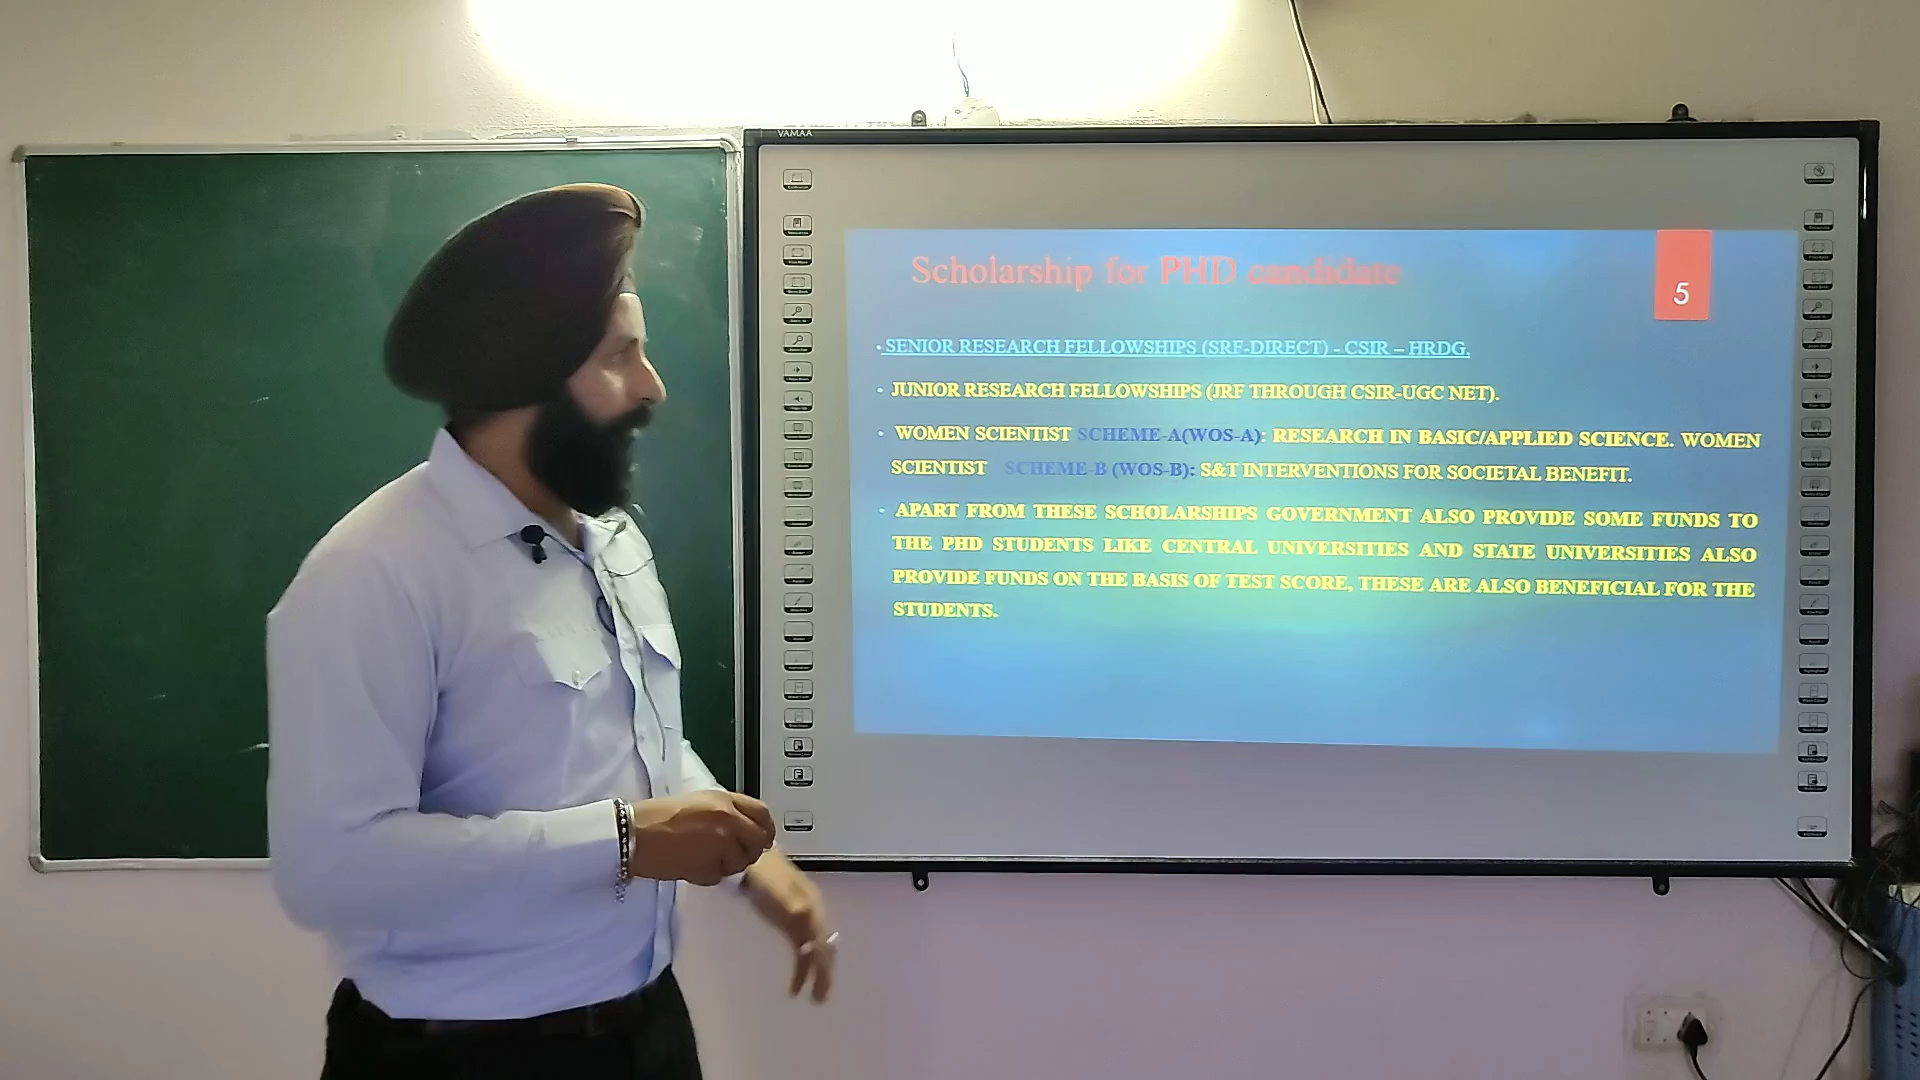 VAMAA
Scholarship for PHD candidate
5
• SENIOR RESEARCH FELLOWSHIPS (SRF-DIRECT) - CSIR – HRDG.
• JUNIOR RESEARCH FELLOWSHIPS (JRF THROUGH CSIR-UGC NET).
• WOMEN SCIENTIST SCHEME-A(WOS-A): RESEARCH IN BASIC/APPLIED SCIENCE. WOMEN
SCIENTIST SCHEME-B (WOS-B): S&T INTERVENTIONS FOR SOCIETAL BENEFIT.
• APART FROM THESE SCHOLARSHIPS GOVERNMENT ALSO PROVIDE SOME FUNDS TO
THE PHD STUDENTS LIKE CENTRAL UNIVERSITIES AND STATE UNIVERSITIES ALSO
PROVIDE FUNDS ON THE BASIS OF TEST SCORE, THESE ARE ALSO BENEFICIAL FOR THE
STUDENTS.